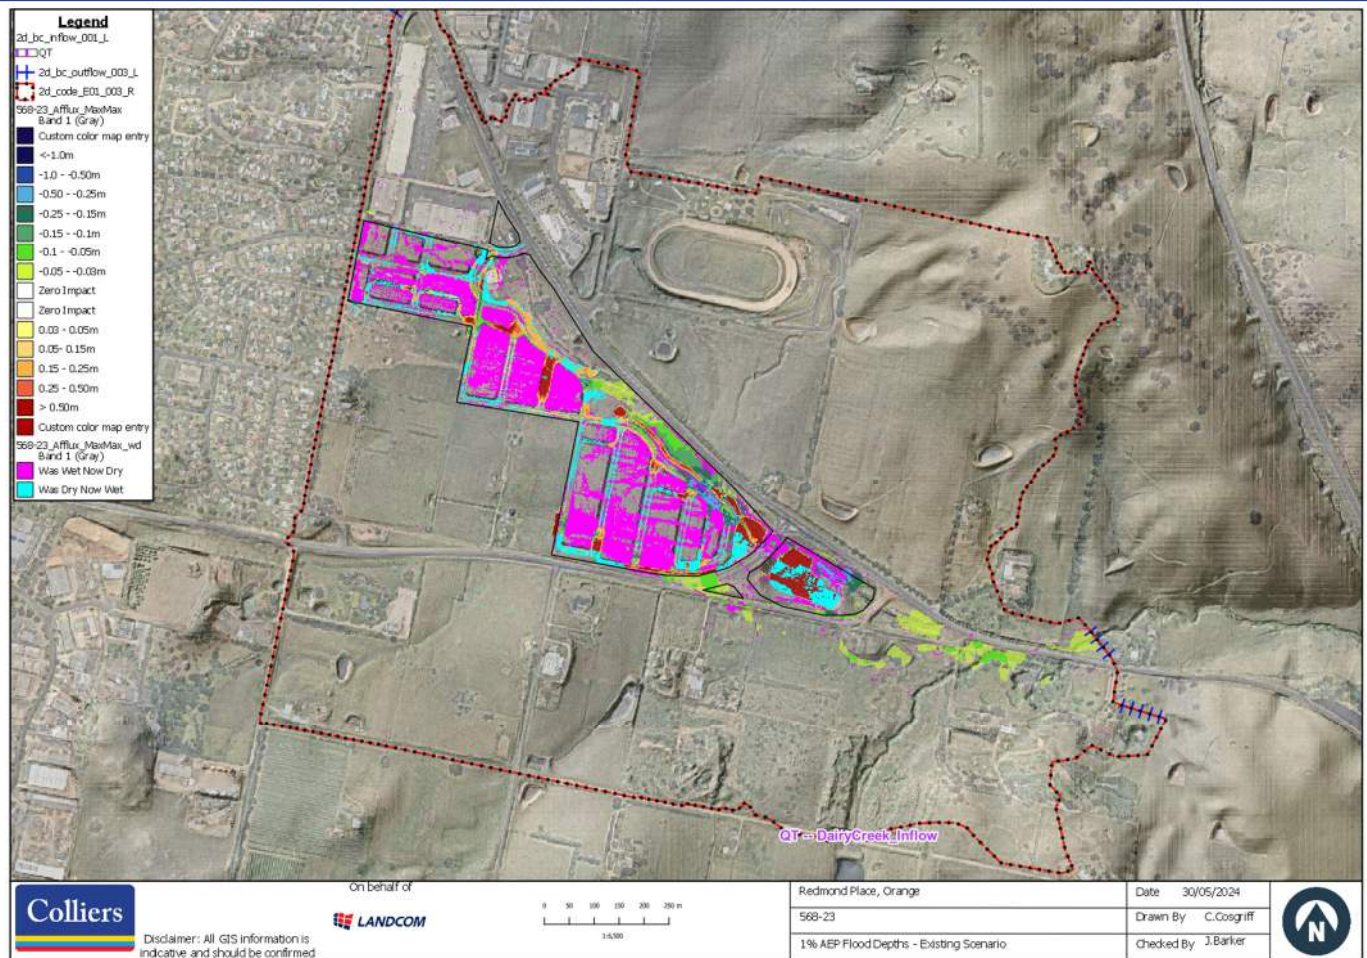 Legend
2d_bc_inflow_001_L
QT
2d_bc_outflow_003_L
2d_code_E01_003_R
568-23_Afflux_MaxMax
Band 1 (Gray)
Custom color map entry
<-1.0m
-1.0 - -0.50m
-0.50 - -0.25m
-0.25 - -0.15m
-0.15 - -0.1m
-0.1 - -0.05m
-0.05 - -0.03m
Zero Impact
Zero Impact
0.03 - 0.05m
0.05- 0.15m
0.15 - 0.25m
0.25 - 0.50m
> 0.50m
Custom color map entry
568-23_Afflux_MaxMax_wd
Band 1 (Gray)
Was Wet Now Dry
Was Dry Now Wet
QT -- DairyCreek_Inflow
Colliers
Disclaimer: All GIS information is
indicative and should be confirmed
On behalf of
LANDCOM
0 50 100 150 200 250 m
1:6,500
Redmond Place, Orange
568-23
1% AEP Flood Depths - Existing Scenario
Date 30/05/2024
Drawn By C.Cosgriff
Checked By J.Barker
N